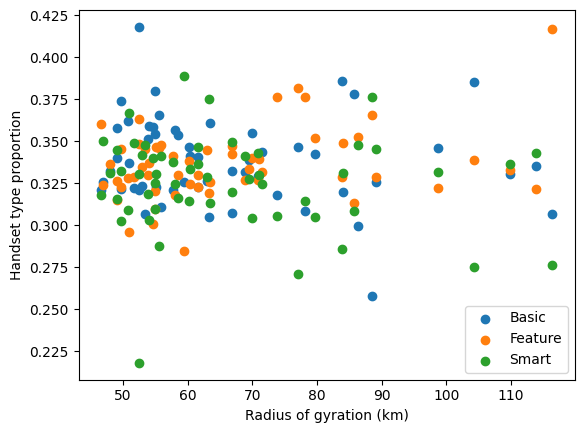 0.425
0.400
0.375
0.350
0.325
0.300
0.275
0.250
0.225
Handset type proportion
Basic
Feature
Smart
50 60 70 80 90 100 110
Radius of gyration (km)